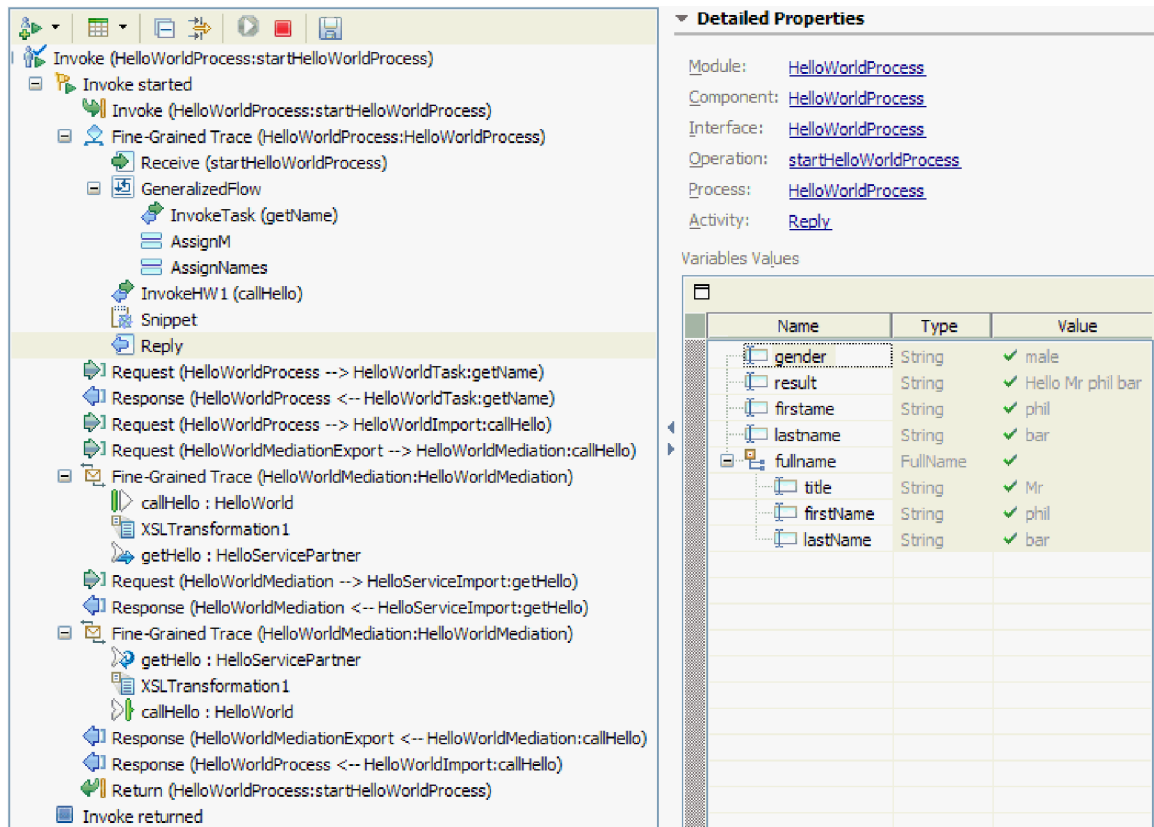 Invoke (HelloWorldProcess:startHelloWorldProcess)
Invoke started
Invoke (HelloWorldProcess:startHelloWorldProcess)
Fine-Grained Trace (HelloWorldProcess:HelloWorldProcess)
Receive (startHelloWorldProcess)
GeneralizedFlow
InvokeTask (getName)
AssignM
AssignNames
InvokeHW1 (callHello)
Snippet
Reply
Request (HelloWorldProcess --> HelloWorldTask:getName)
Response (HelloWorldProcess <-- HelloWorldTask:getName)
Request (HelloWorldProcess --> HelloWorldImport:callHello)
Request (HelloWorldMediationExport --> HelloWorldMediation:callHello)
Fine-Grained Trace (HelloWorldMediation:HelloWorldMediation)
callHello : HelloWorld
XSLTransformation1
getHello : HelloServicePartner
Request (HelloWorldMediation --> HelloServiceImport:getHello)
Response (HelloWorldMediation <-- HelloServiceImport:getHello)
Fine-Grained Trace (HelloWorldMediation:HelloWorldMediation)
getHello : HelloServicePartner
XSLTransformation1
callHello : HelloWorld
Response (HelloWorldMediationExport <-- HelloWorldMediation:callHello)
Response (HelloWorldProcess <-- HelloWorldImport:callHello)
Return (HelloWorldProcess:startHelloWorldProcess)
Invoke returned
Detailed Properties
Module: HelloWorldProcess
Component: HelloWorldProcess
Interface: HelloWorldProcess
Operation: startHelloWorldProcess
Process: HelloWorldProcess
Activity: Reply
Variables Values
Name Type Value
gender String male
result String Hello Mr phil bar
firstame String phil
lastname String bar
fullname FullName
title String Mr
firstName String phil
lastName String bar